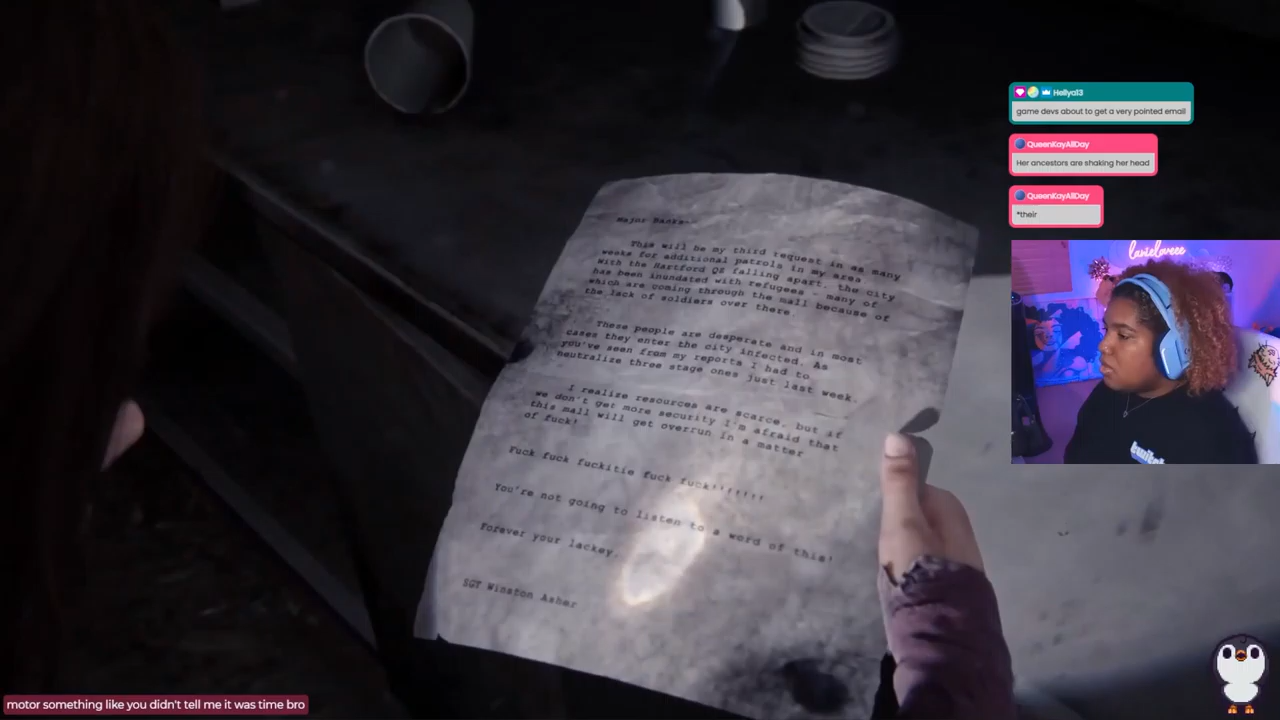 Hellya13
game devs about to get a very pointed email
QueenKayAllDay
Her ancestors are shaking her head
QueenKayAllDay
*their
lovielaveee
twitch
Major Banks-
This will be my third request in as many
weeks for additional patrols in my area.
With the Hartford QZ falling apart, the city
has been inundated with refugees - many of
which are coming through the mall because of
the lack of soldiers over there.
These people are desperate and in most
cases they enter the city infected. As
you've seen from my reports I had to
neutralize three stage ones just last week.
I realize resources are scarce, but if
we don't get more security I'm afraid that
this mall will get overrun in a matter
of fuck!
Fuck fuck fuckitie fuck fuck!!!!!!!
You're not going to listen to a word of this!
Forever your lackey,
SGT Winston Asher
motor something like you didn't tell me it was time bro